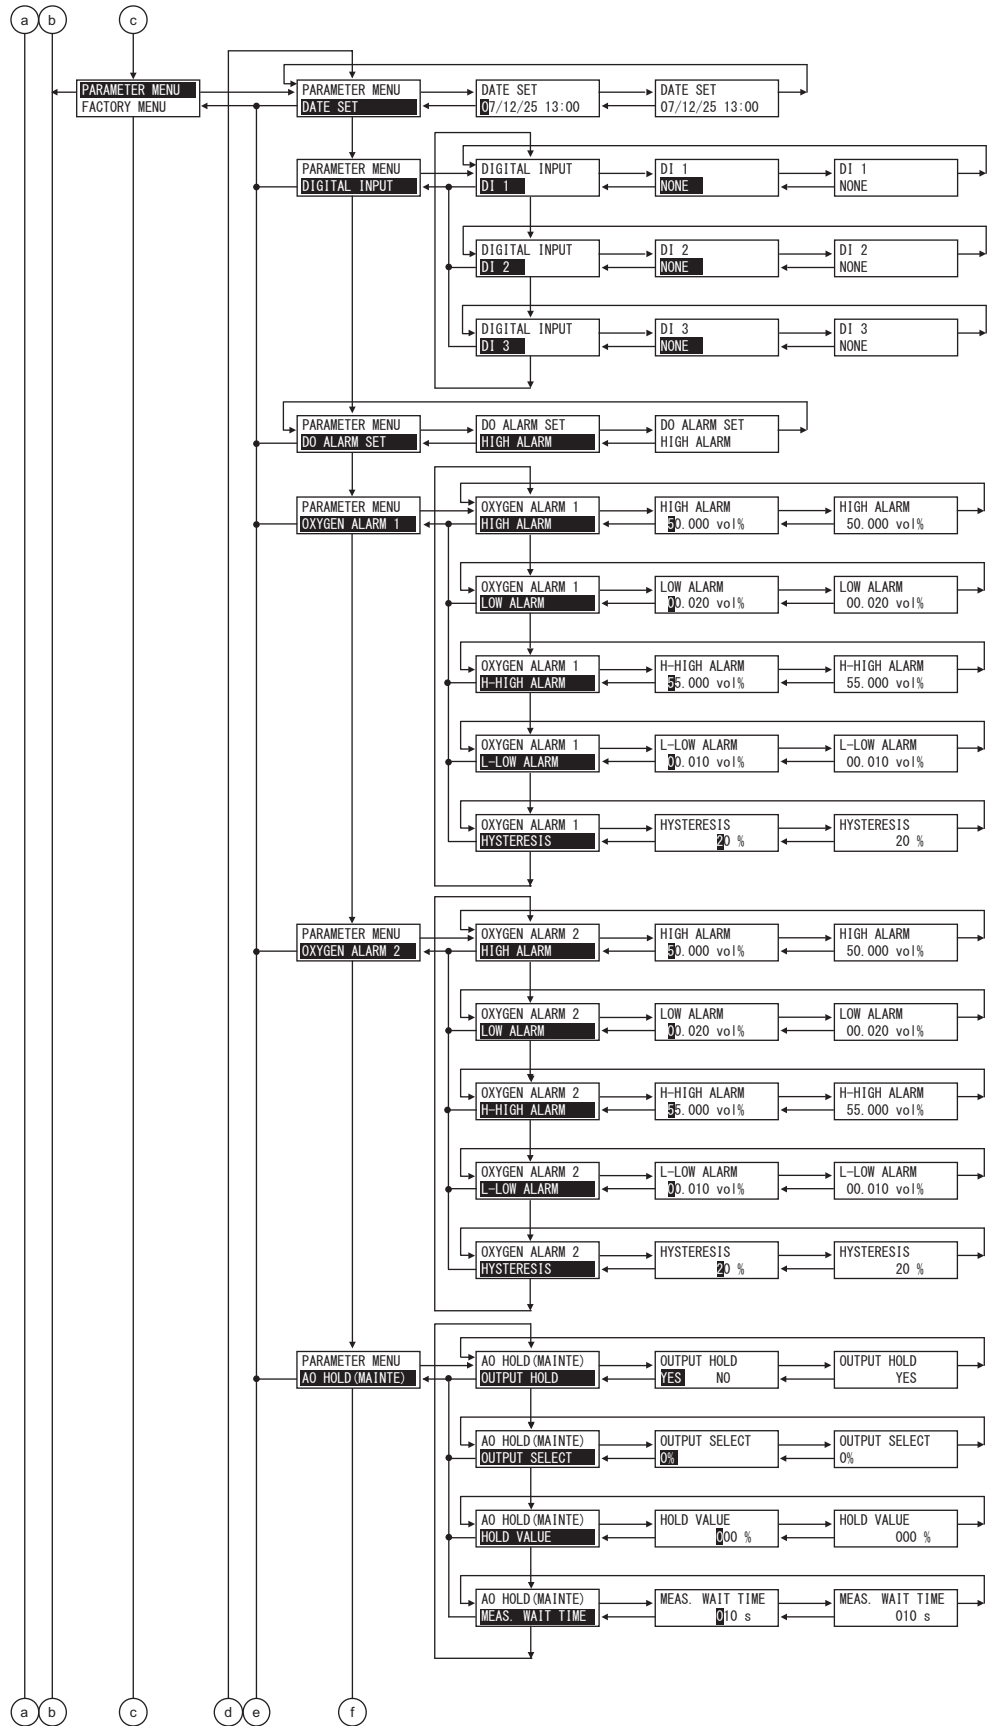 a b c
PARAMETER MENU
FACTORY MENU
PARAMETER MENU
DATE SET
DATE SET
07/12/25 13:00
DATE SET
07/12/25 13:00
PARAMETER MENU
DIGITAL INPUT
DIGITAL INPUT
DI 1
DI 1
NONE
DI 1
NONE
DIGITAL INPUT
DI 2
DI 2
NONE
DI 2
NONE
DIGITAL INPUT
DI 3
DI 3
NONE
DI 3
NONE
PARAMETER MENU
DO ALARM SET
DO ALARM SET
HIGH ALARM
DO ALARM SET
HIGH ALARM
PARAMETER MENU
OXYGEN ALARM 1
OXYGEN ALARM 1
HIGH ALARM
HIGH ALARM
50.000 vol%
HIGH ALARM
50.000 vol%
OXYGEN ALARM 1
LOW ALARM
LOW ALARM
00.020 vol%
LOW ALARM
00.020 vol%
OXYGEN ALARM 1
H-HIGH ALARM
H-HIGH ALARM
55.000 vol%
H-HIGH ALARM
55.000 vol%
OXYGEN ALARM 1
L-LOW ALARM
L-LOW ALARM
00.010 vol%
L-LOW ALARM
00.010 vol%
OXYGEN ALARM 1
HYSTERESIS
HYSTERESIS
20 %
HYSTERESIS
20 %
PARAMETER MENU
OXYGEN ALARM 2
OXYGEN ALARM 2
HIGH ALARM
HIGH ALARM
50.000 vol%
HIGH ALARM
50.000 vol%
OXYGEN ALARM 2
LOW ALARM
LOW ALARM
00.020 vol%
LOW ALARM
00.020 vol%
OXYGEN ALARM 2
H-HIGH ALARM
H-HIGH ALARM
55.000 vol%
H-HIGH ALARM
55.000 vol%
OXYGEN ALARM 2
L-LOW ALARM
L-LOW ALARM
00.010 vol%
L-LOW ALARM
00.010 vol%
OXYGEN ALARM 2
HYSTERESIS
HYSTERESIS
20 %
HYSTERESIS
20 %
PARAMETER MENU
AO HOLD(MAINTE)
AO HOLD(MAINTE)
OUTPUT HOLD
OUTPUT HOLD
YES NO
OUTPUT HOLD
YES
AO HOLD(MAINTE)
OUTPUT SELECT
OUTPUT SELECT
0%
OUTPUT SELECT
0%
AO HOLD(MAINTE)
HOLD VALUE
HOLD VALUE
000 %
HOLD VALUE
000 %
AO HOLD(MAINTE)
MEAS. WAIT TIME
MEAS. WAIT TIME
010 s
MEAS. WAIT TIME
010 s
a b c d e f